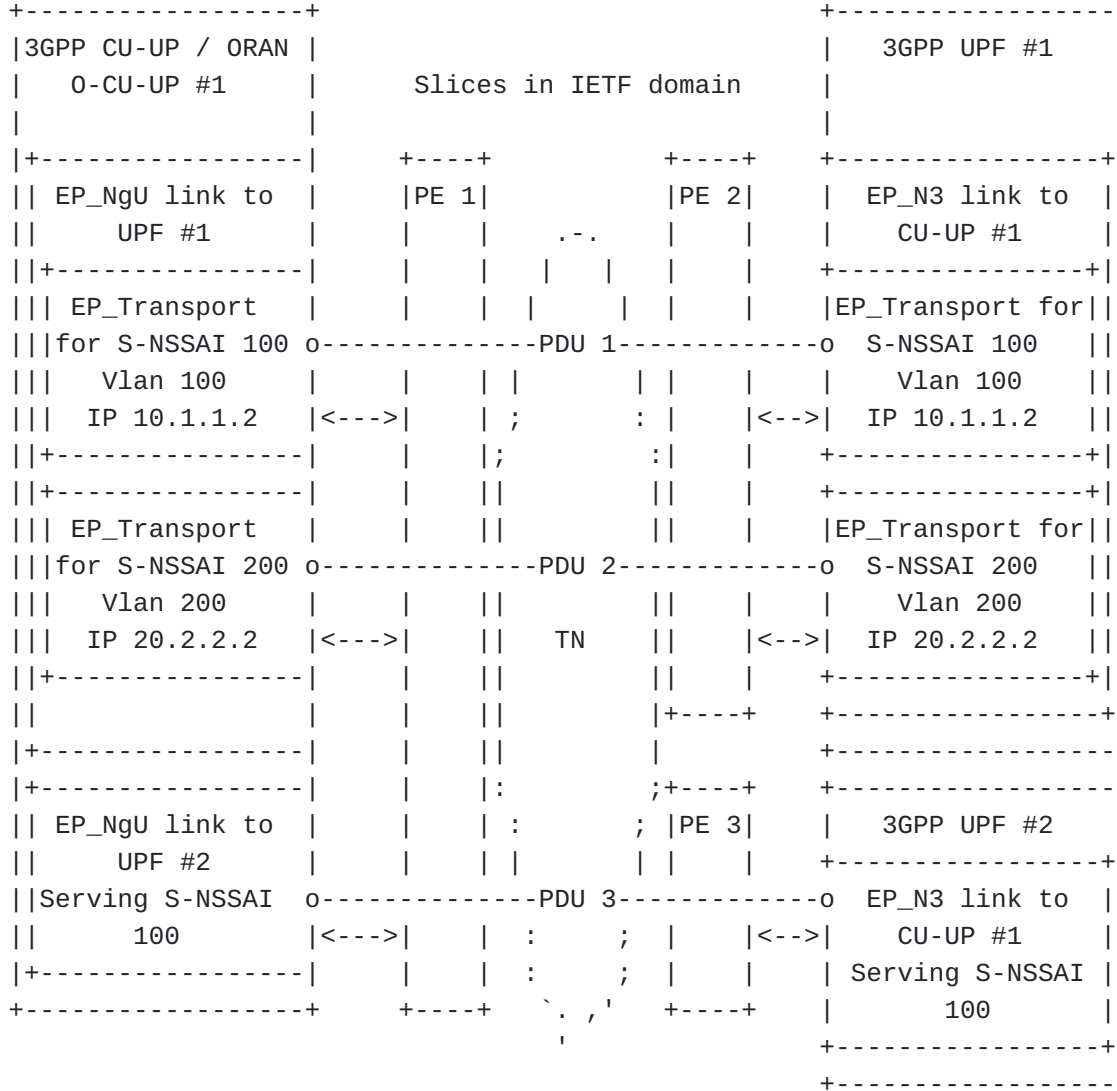 3GPP CU-UP / ORAN 3GPP UPF #1
O-CU-UP #1 Slices in IETF domain
EP_NgU link to PE 1 PE 2 EP_N3 link to
UPF #1 CU-UP #1
EP_Transport EP_Transport for
for S-NSSAI 100 o--------------PDU 1-------------o S-NSSAI 100
Vlan 100 Vlan 100
IP 10.1.1.2 <---> <--> IP 10.1.1.2
EP_Transport EP_Transport for
for S-NSSAI 200 o--------------PDU 2-------------o S-NSSAI 200
Vlan 200 Vlan 200
IP 20.2.2.2 <---> TN <--> IP 20.2.2.2
EP_NgU link to PE 3 3GPP UPF #2
UPF #2
Serving S-NSSAI o--------------PDU 3-------------o EP_N3 link to
100 <---> <--> CU-UP #1
Serving S-NSSAI
100